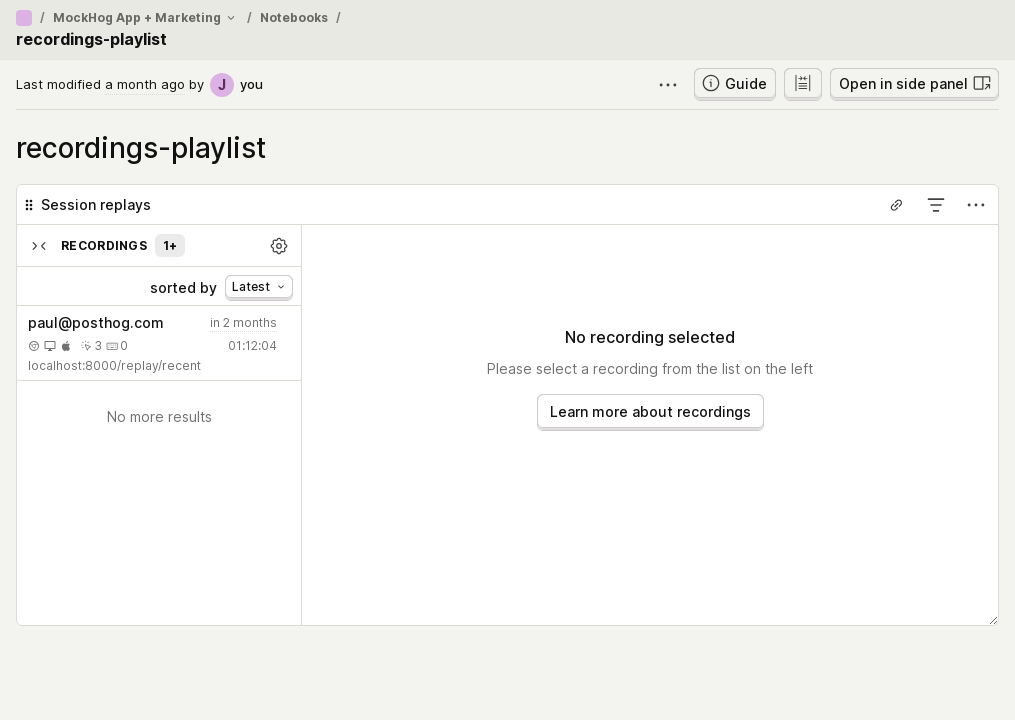 / MockHog App + Marketing / Notebooks /
recordings-playlist
Last modified a month ago by J you
Guide
Open in side panel
recordings-playlist
Session replays
RECORDINGS 1+
sorted by Latest
paul@posthog.com in 2 months
3 0 01:12:04
localhost:8000/replay/recent
No more results
No recording selected
Please select a recording from the list on the left
Learn more about recordings